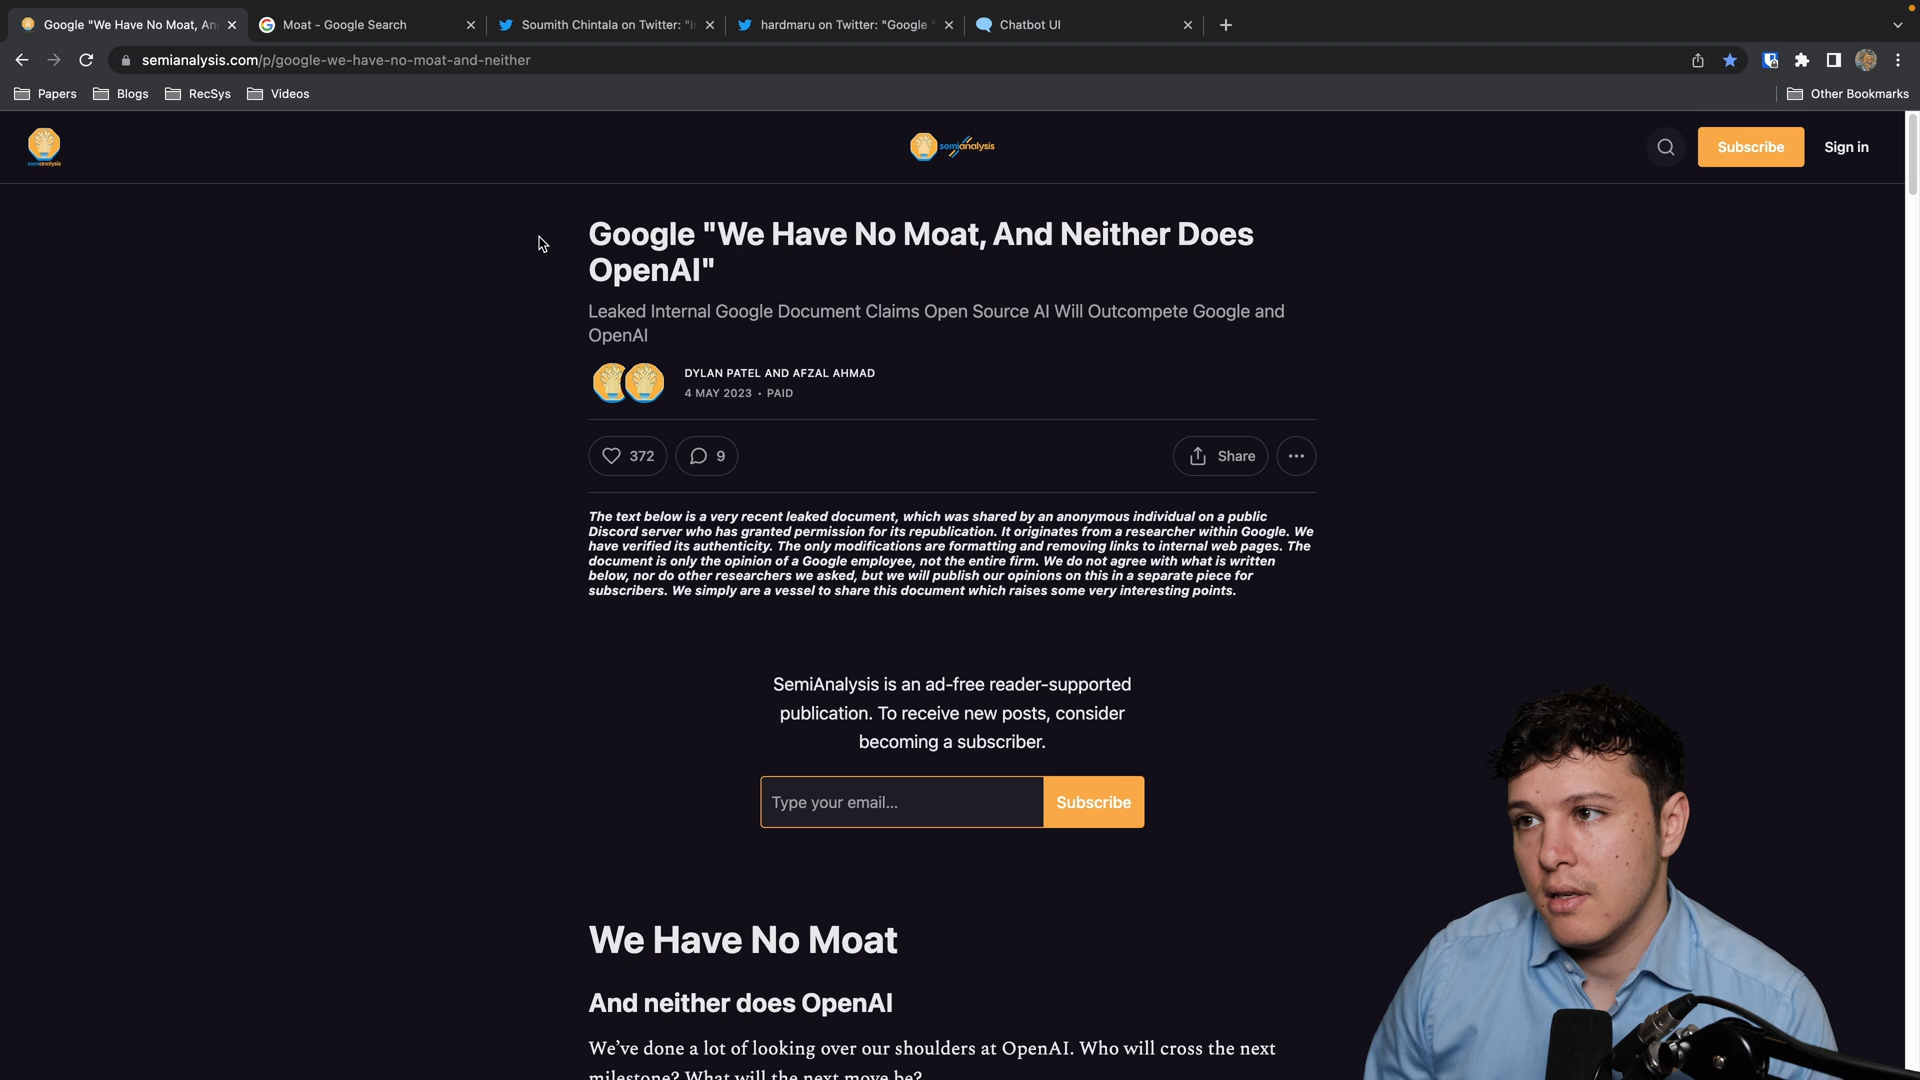 Google "We Have No Moat, An
Moat - Google Search
Soumith Chintala on Twitter: "I
hardmaru on Twitter: "Google "
Chatbot UI
semianalysis.com/p/google-we-have-no-moat-and-neither
Papers
Blogs
RecSys
Videos
Other Bookmarks
semianalysis
semianalysis
Subscribe
Sign in
Google "We Have No Moat, And Neither Does
OpenAI"
Leaked Internal Google Document Claims Open Source AI Will Outcompete Google and
OpenAI
DYLAN PATEL AND AFZAL AHMAD
4 MAY 2023 • PAID
372
9
Share
The text below is a very recent leaked document, which was shared by an anonymous individual on a public
Discord server who has granted permission for its republication. It originates from a researcher within Google. We
have verified its authenticity. The only modifications are formatting and removing links to internal web pages. The
document is only the opinion of a Google employee, not the entire firm. We do not agree with what is written
below, nor do other researchers we asked, but we will publish our opinions on this in a separate piece for
subscribers. We simply are a vessel to share this document which raises some very interesting points.
SemiAnalysis is an ad-free reader-supported
publication. To receive new posts, consider
becoming a subscriber.
Type your email...
Subscribe
We Have No Moat
And neither does OpenAI
We've done a lot of looking over our shoulders at OpenAI. Who will cross the next
milestone? What will the next move be?